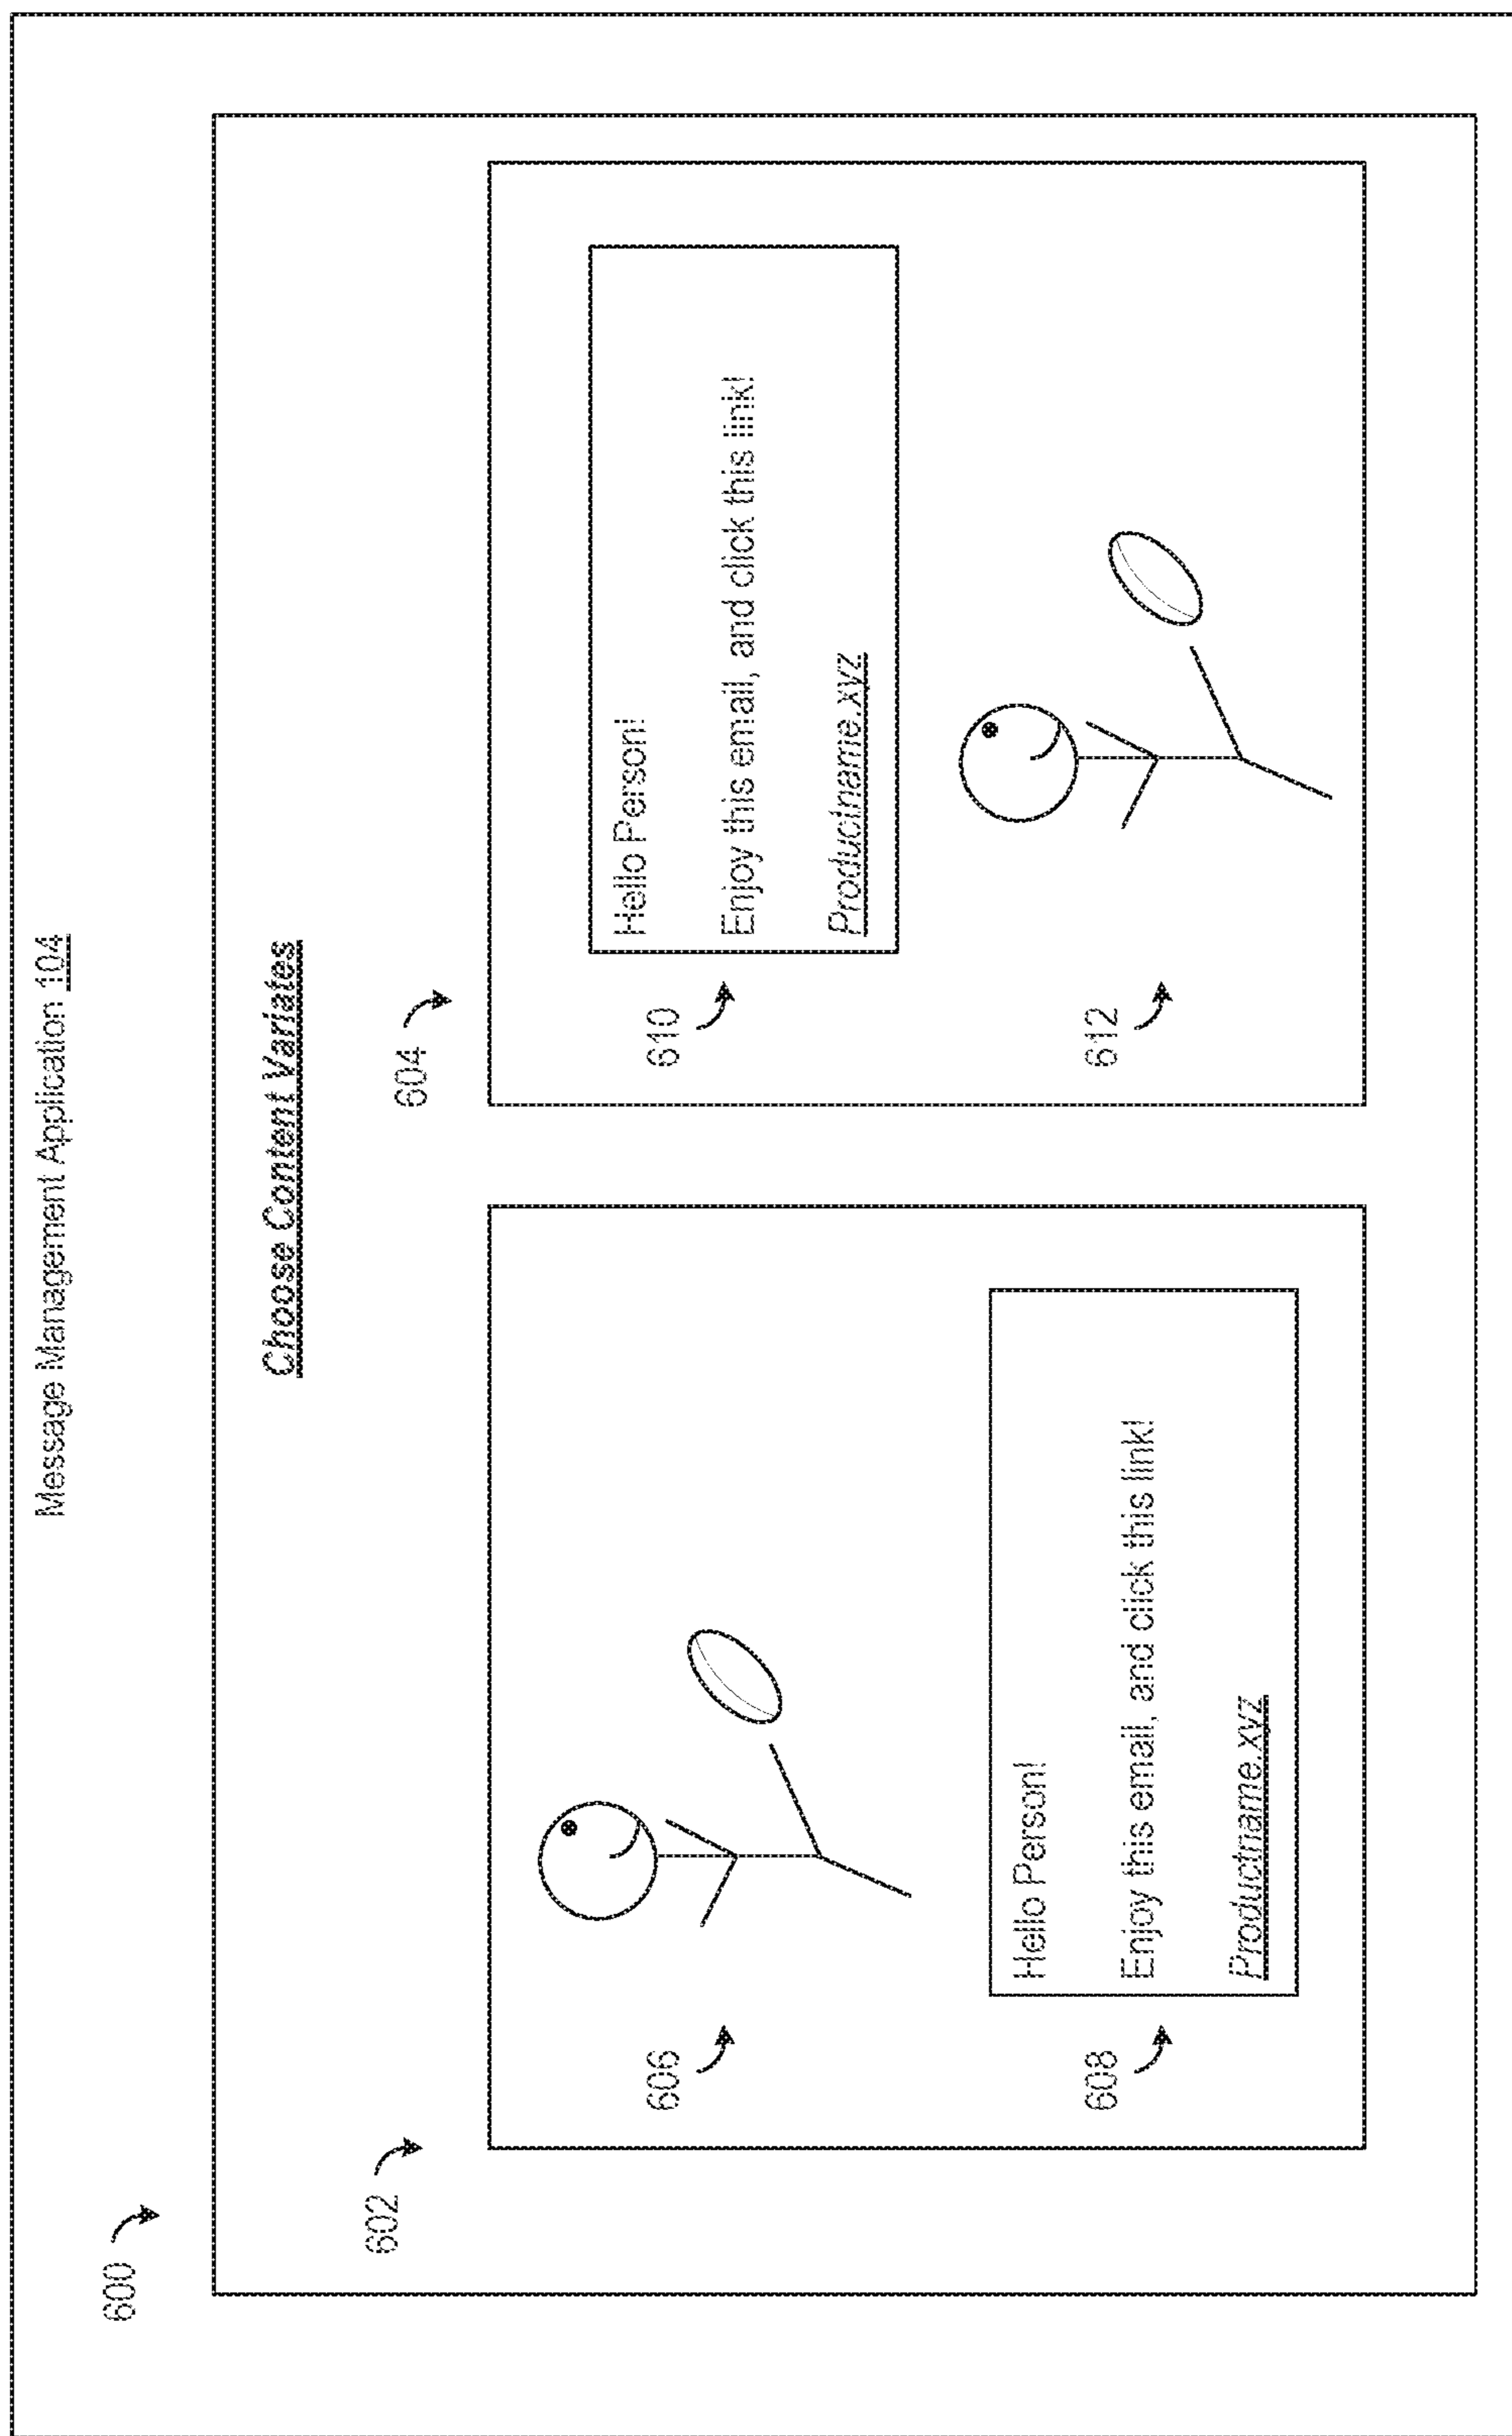 Message Management Application 104
600
Choose Content Variates
602
606
608
Hello Person!
Enjoy this email, and click this link!
Productname.xyz
604
610
Hello Person!
Enjoy this email, and click this link!
Productname.xyz
612